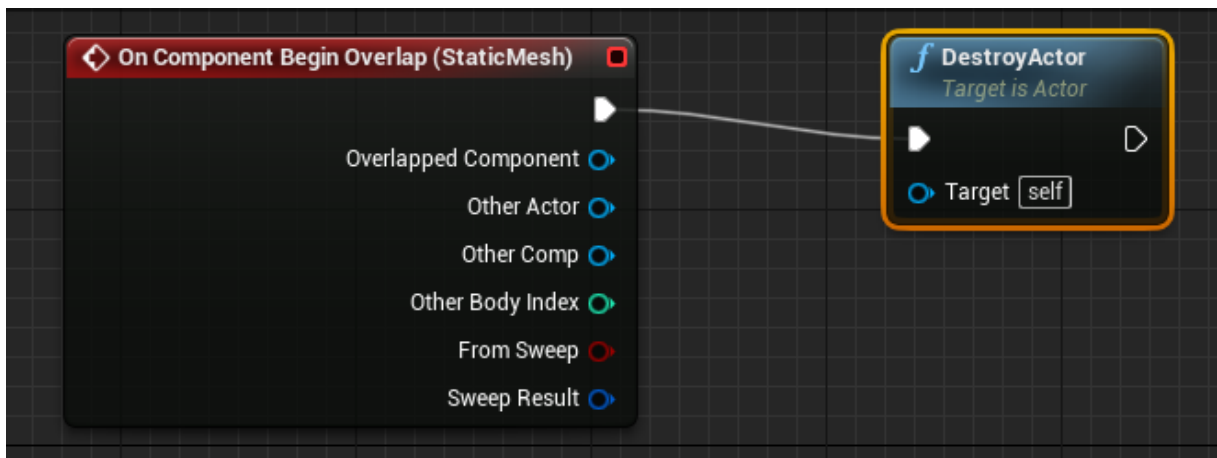 On Component Begin Overlap (StaticMesh)
Overlapped Component
Other Actor
Other Comp
Other Body Index
From Sweep
Sweep Result
f DestroyActor
Target is Actor
Target self